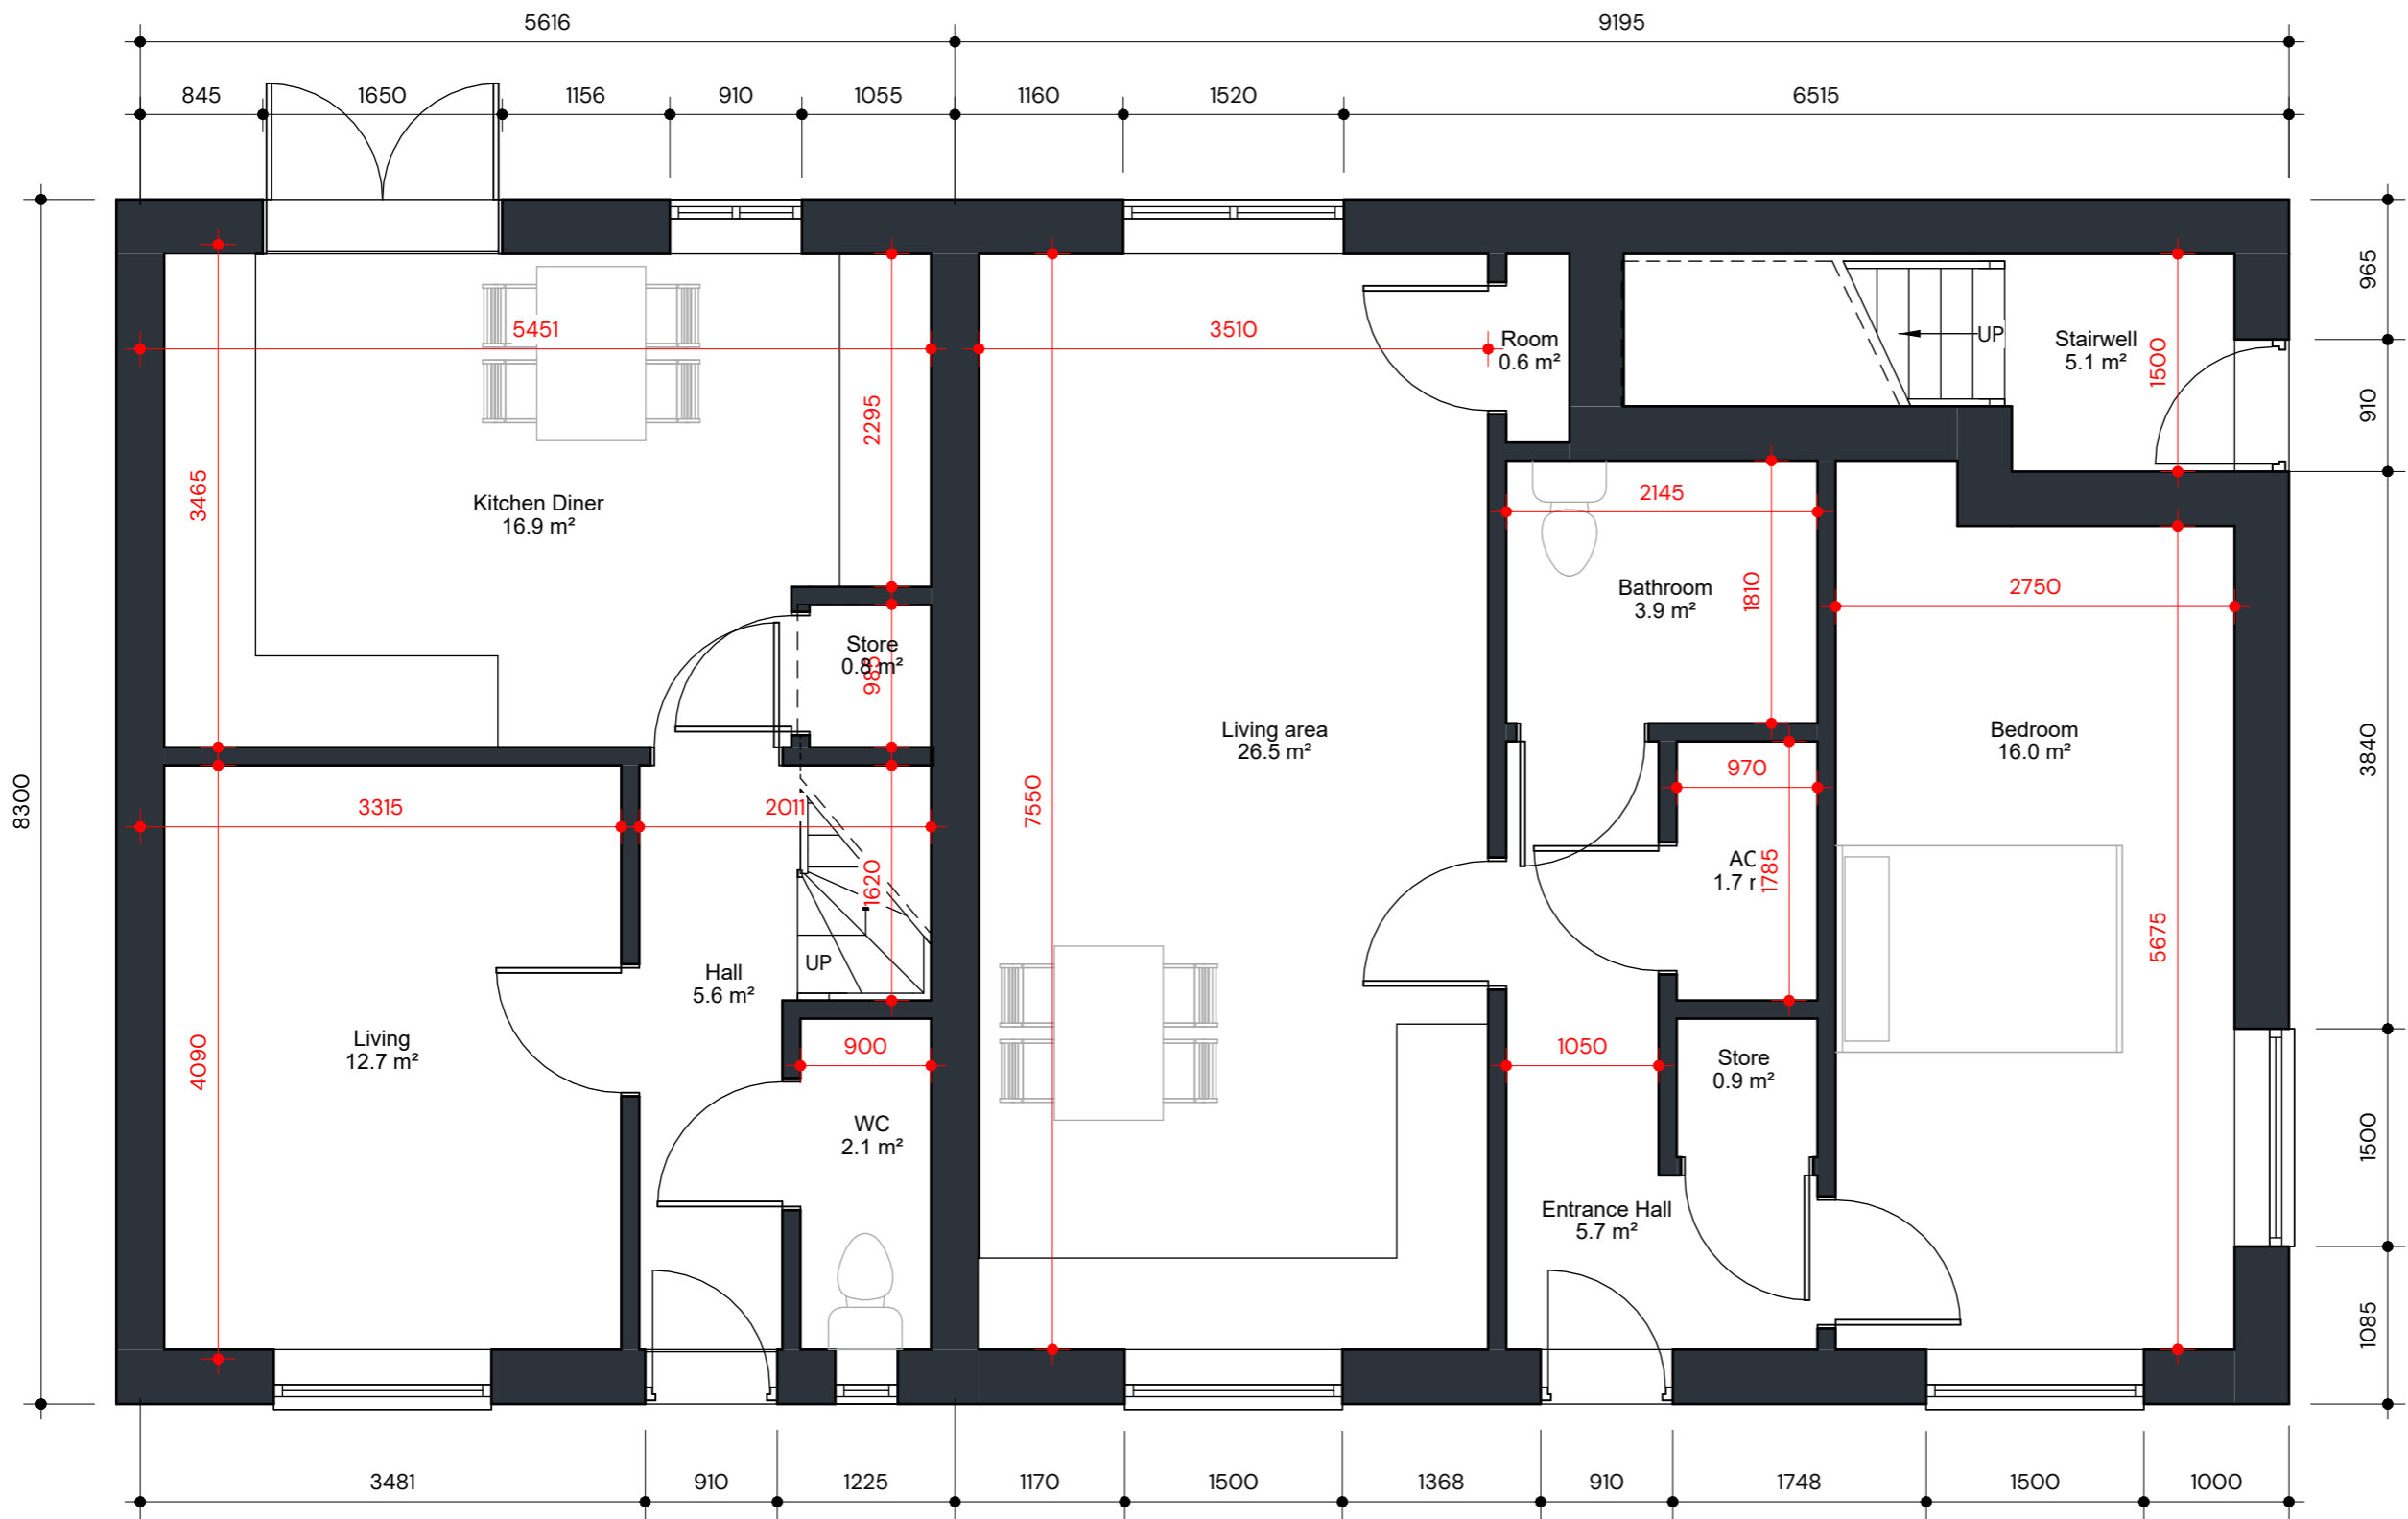 5616 9195
845 1650 1156 910 1055 1160 1520 6515
965
5451 3510 Room
0.6 m²
UP Stairwell
5.1 m²
1500
910
2295
3465
Kitchen Diner
16.9 m²
2145
Bathroom
3.9 m²
1810
2750
Store
0.8 m²
985
Living area
26.5 m²
Bedroom
16.0 m²
3840
8300
7550
970
3315 2011
1620
1785
1.7
5675
UP
Hall
5.6 m²
Living
12.7 m²
4090
900 1050
Store
0.9 m²
WC
2.1 m²
1500
Entrance Hall
5.7 m²
1085
3481 910 1225 1170 1500 1368 910 1748 1500 1000